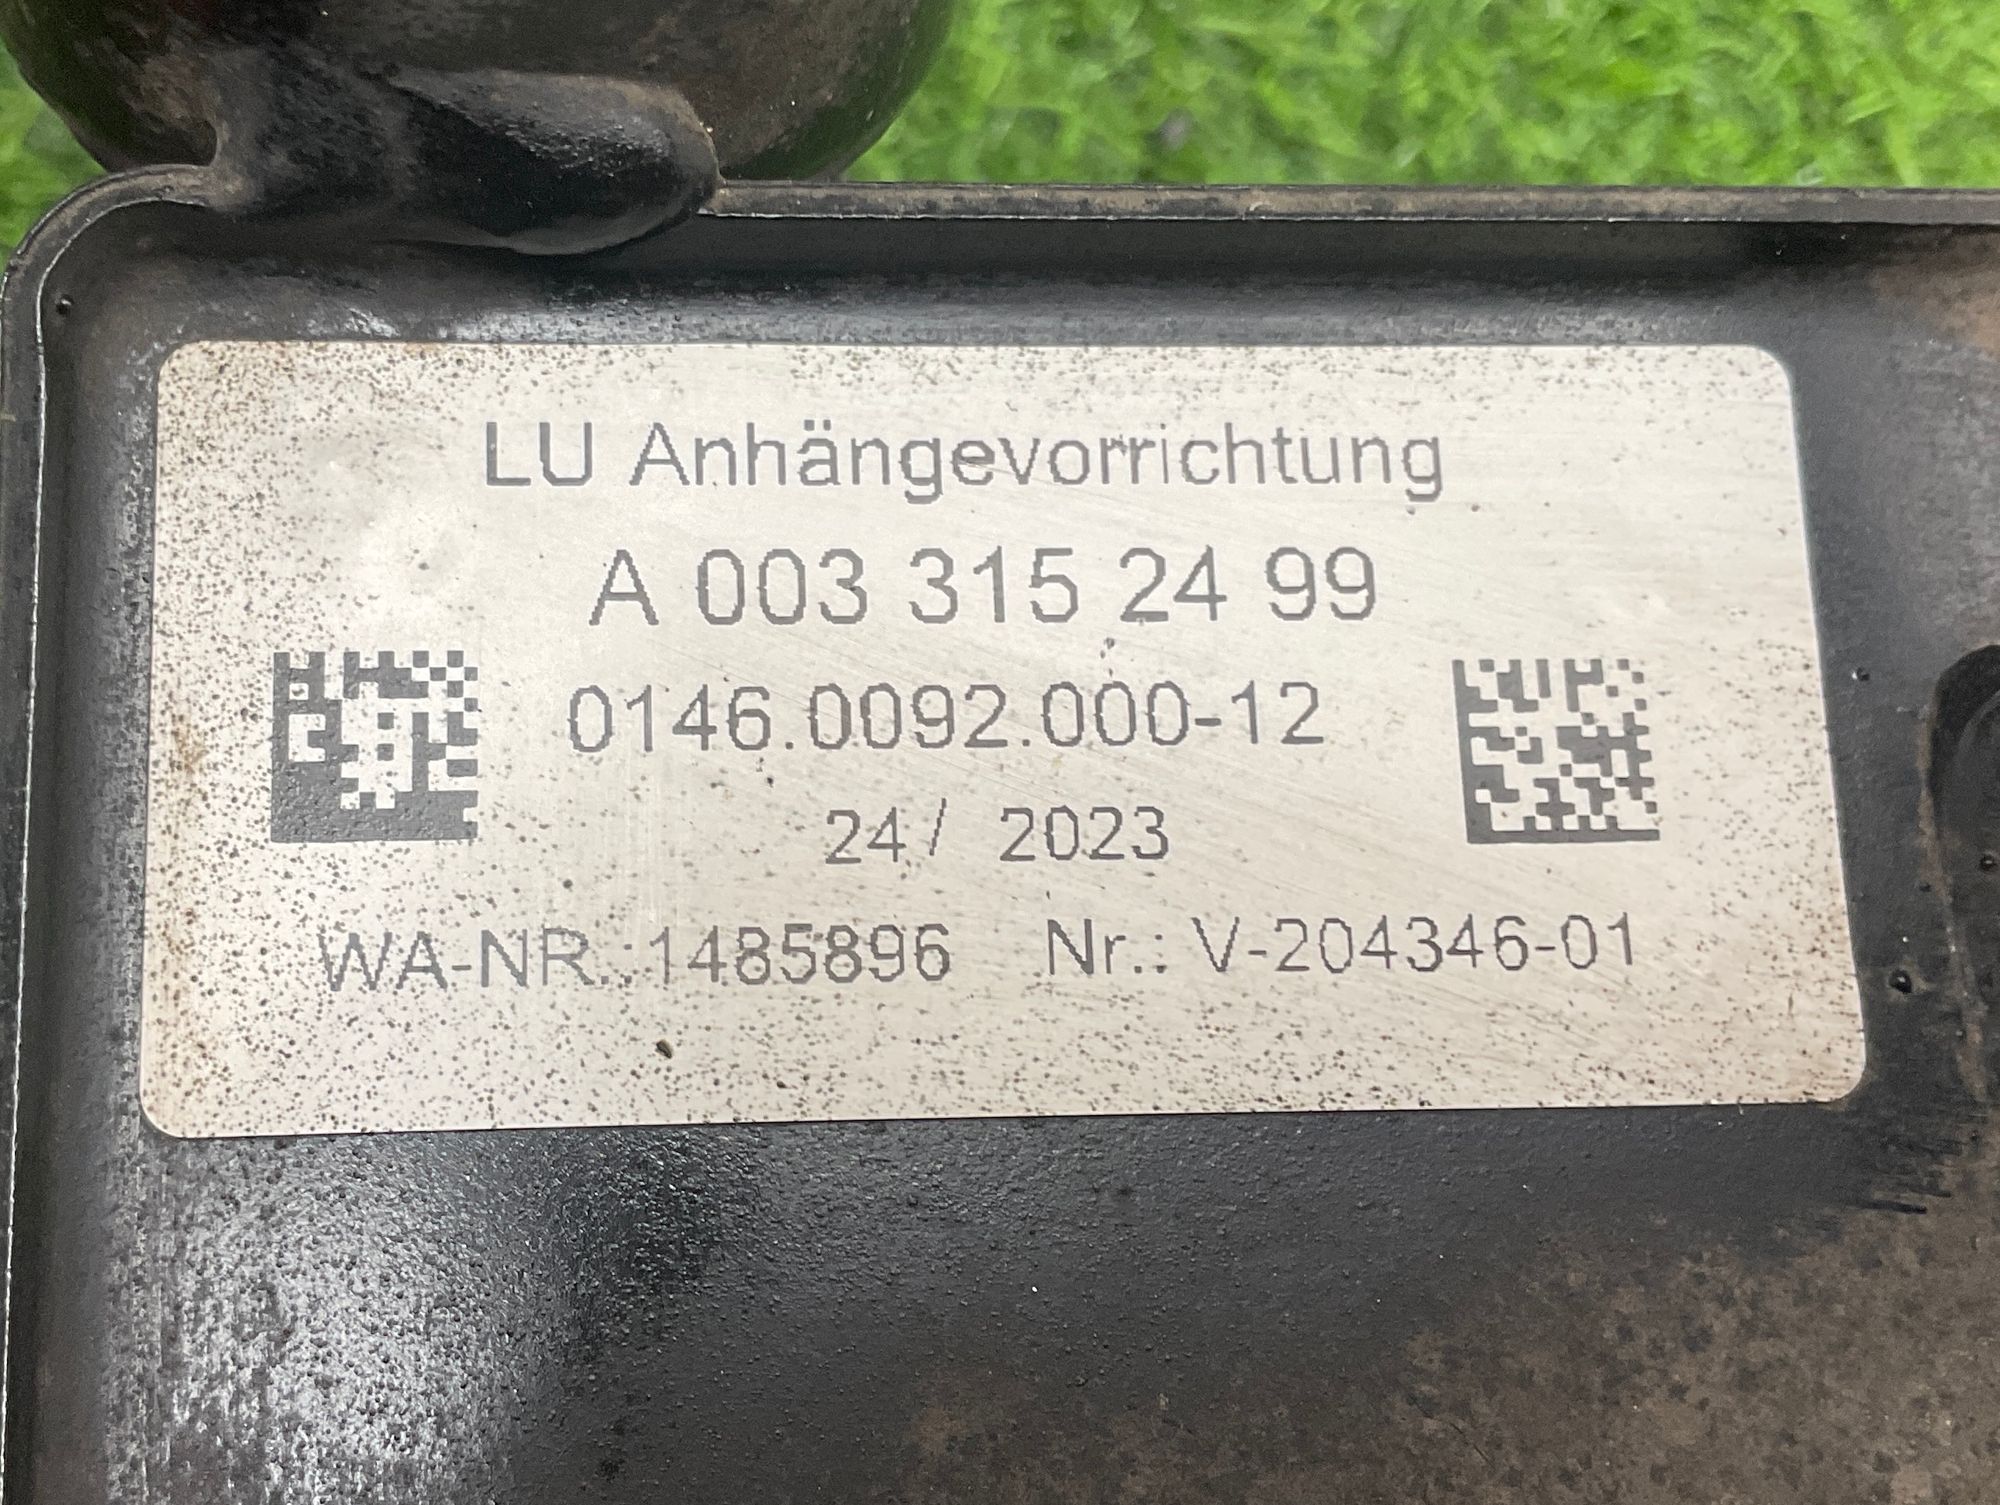 LU Anhängevorrichtung
A 003 315 24 99
0146.0092.000-12
24/ 2023
WA-NR.:1485896 Nr.: V-204346-01